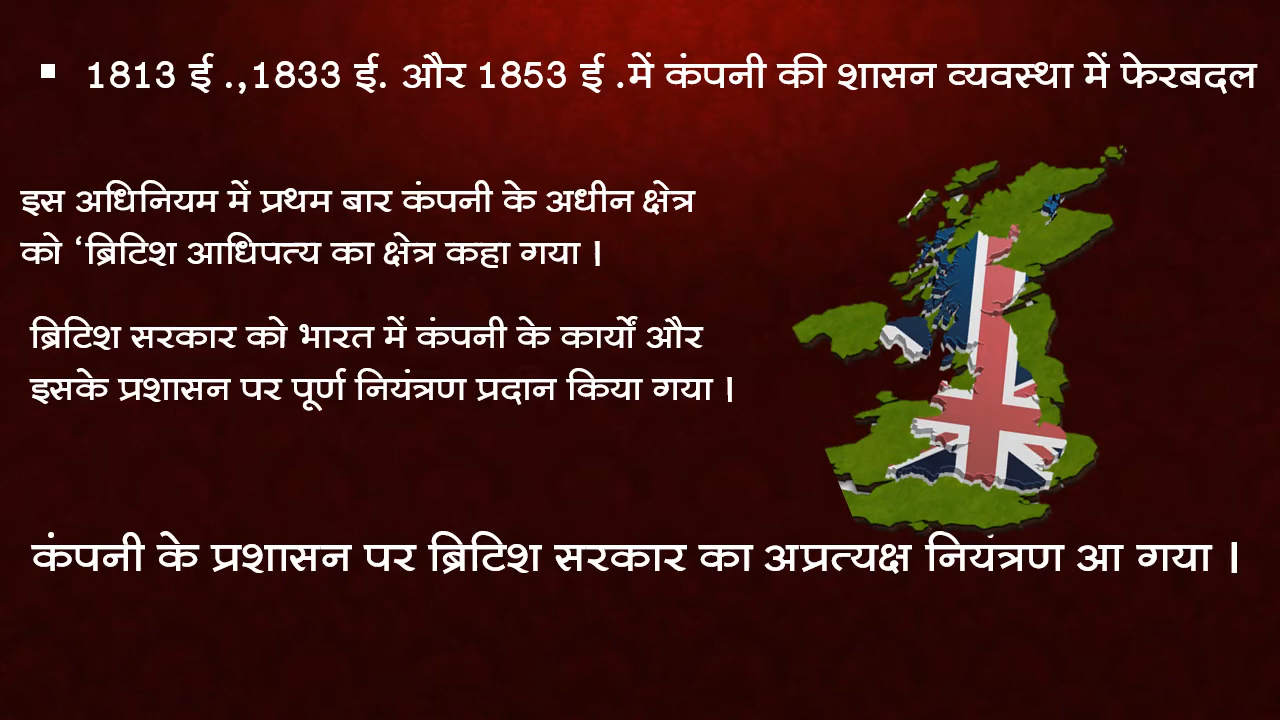 ▪ 1813 ई .,1833 ई. और 1853 ई .में कंपनी की शासन व्यवस्था में फेरबदल
इस अधिनियम में प्रथम बार कंपनी के अधीन क्षेत्र
को ‘ब्रिटिश आधिपत्य का क्षेत्र कहा गया ।
ब्रिटिश सरकार को भारत में कंपनी के कार्यों और
इसके प्रशासन पर पूर्ण नियंत्रण प्रदान किया गया ।
कंपनी के प्रशासन पर ब्रिटिश सरकार का अप्रत्यक्ष नियंत्रण आ गया ।